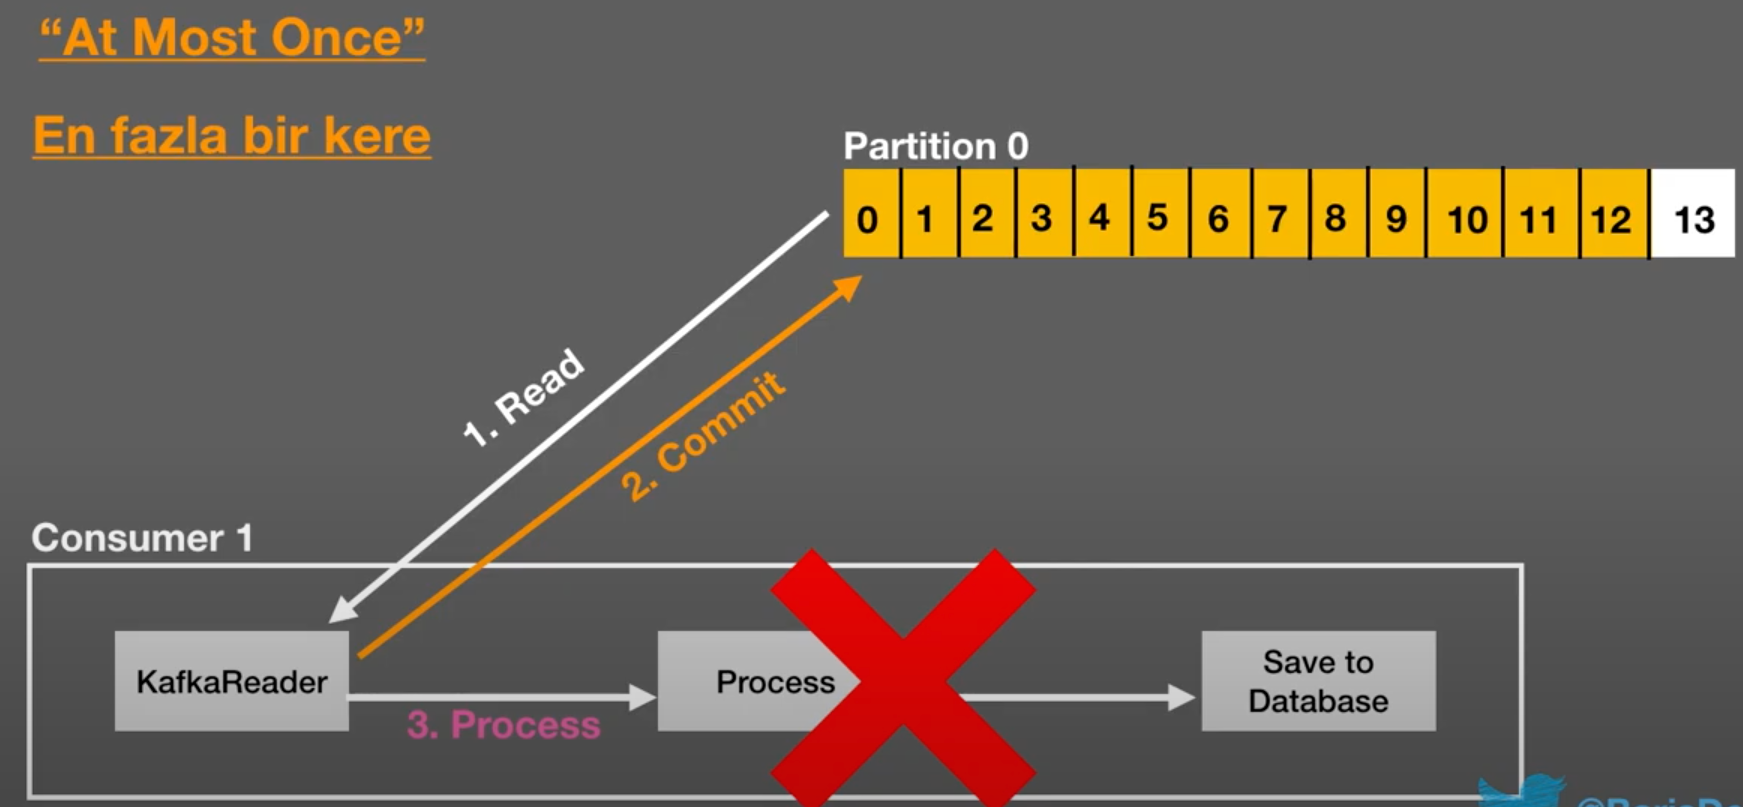 “At Most Once”
En fazla bir kere
Partition 0
0 1 2 3 4 5 6 7 8 9 10 11 12 13
1. Read
2. Commit
Consumer 1
KafkaReader
3. Process
Process
Save to
Database